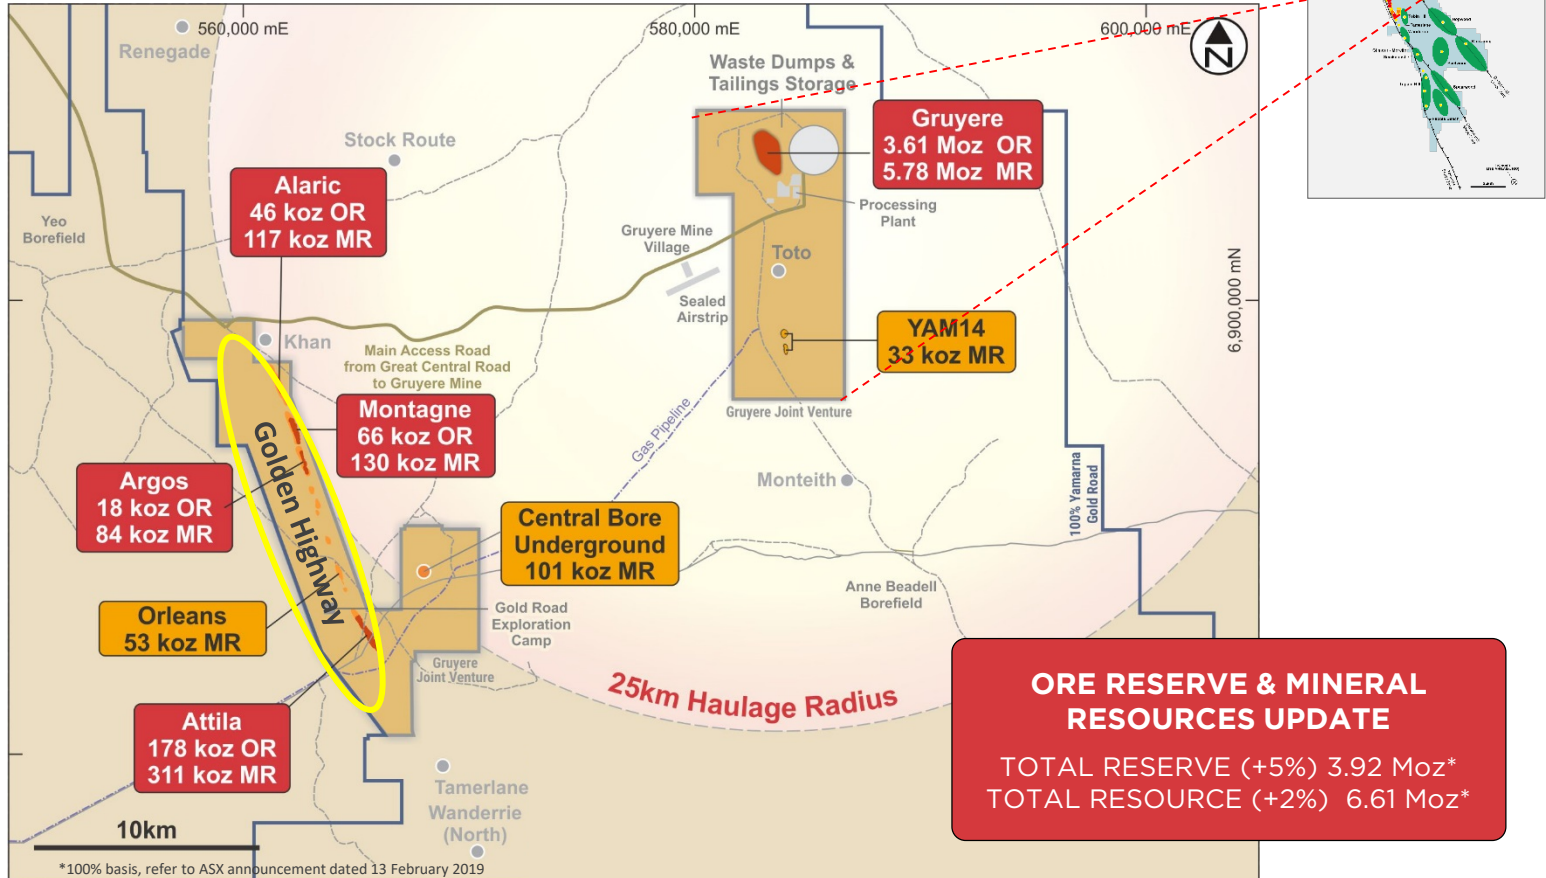 560,000 mE
580,000 mE
600,000 mE
N
Renegade
Waste Dumps &
Tailings Storage
Stock Route
Gruyere
3.61 Moz OR
5.78 Moz MR
Alaric
46 koz OR
117 koz MR
Yeo
Borefield
Processing
Plant
Gruyere Mine
Village
Toto
Sealed
Airstrip
6,900,000 mN
Khan
YAM14
33 koz MR
Main Access Road
from Great Central Road
to Gruyere Mine
Gruyere Joint Venture
Montagne
66 koz OR
130 koz MR
Gas Pipeline
Golden Highway
Argos
18 koz OR
84 koz MR
Monteith
100% Yamarna
Gold Road
Central Bore
Underground
101 koz MR
Anne Beadell
Borefield
Orleans
53 koz MR
Gold Road
Exploration
Camp
Gruyere
Joint Venture
25km Haulage Radius
Attila
178 koz OR
311 koz MR
ORE RESERVE & MINERAL
RESOURCES UPDATE
TOTAL RESERVE (+5%) 3.92 Moz*
TOTAL RESOURCE (+2%) 6.61 Moz*
Tamerlane
Wanderrie
(North)
10km
*100% basis, refer to ASX announcement dated 13 February 2019